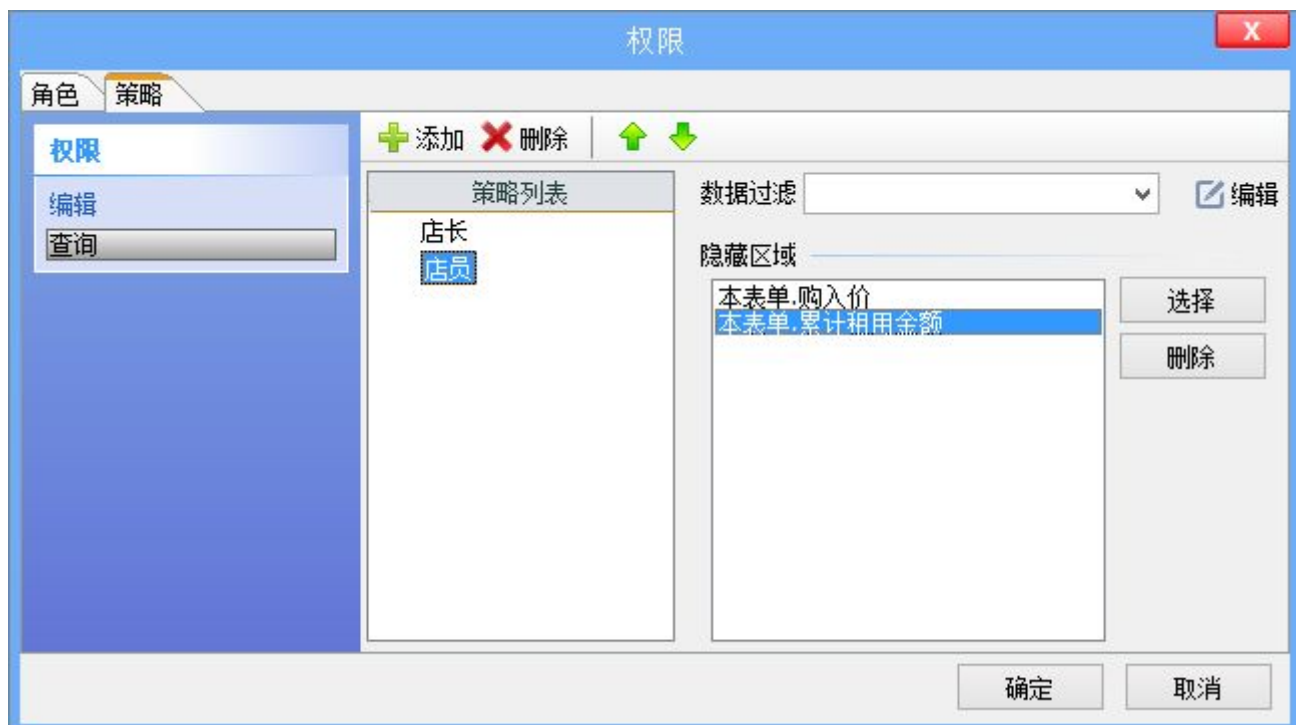 权限
X
角色 策略
权限
编辑
查询
添加 删除
策略列表
店长
店员
数据过滤
编辑
隐藏区域
本表单.购入价
本表单.累计租用金额
选择
删除
确定 取消